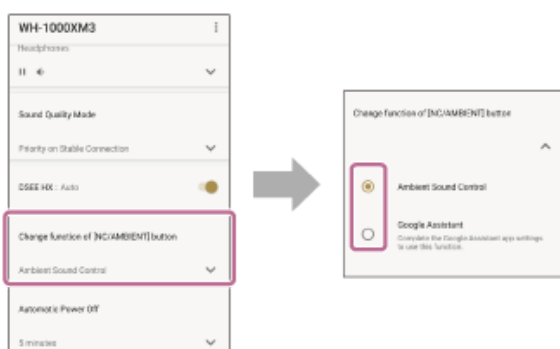 WH-1000XM3
Headphones
Sound Quality Mode
Priority on Stable Connection
DSEE HX : Auto
Change function of [NC/AMBIENT] button
Ambient Sound Control
Automatic Power Off
5 minutes
Change function of [NC/AMBIENT] button
Ambient Sound Control
Google Assistant
Complete the Google Assistant app settings
to use this function.